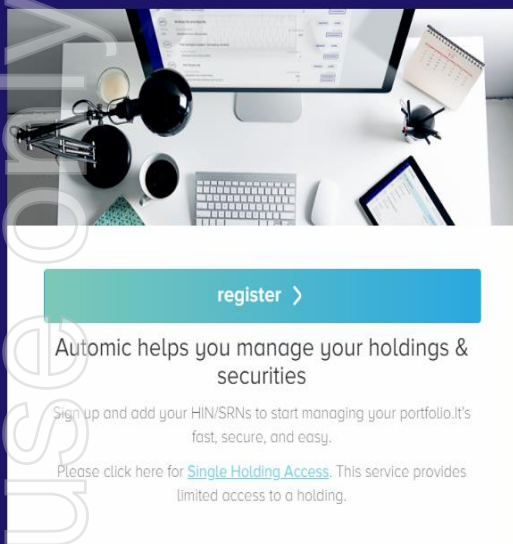 register
Automic helps you manage your holdings &
securities
Sign up and add your HIN/SRNs to start managing your portfolio.It's
fast, secure, and easy.
Please click here for Single Holding Access. This service provides
limited access to a holding.
use only